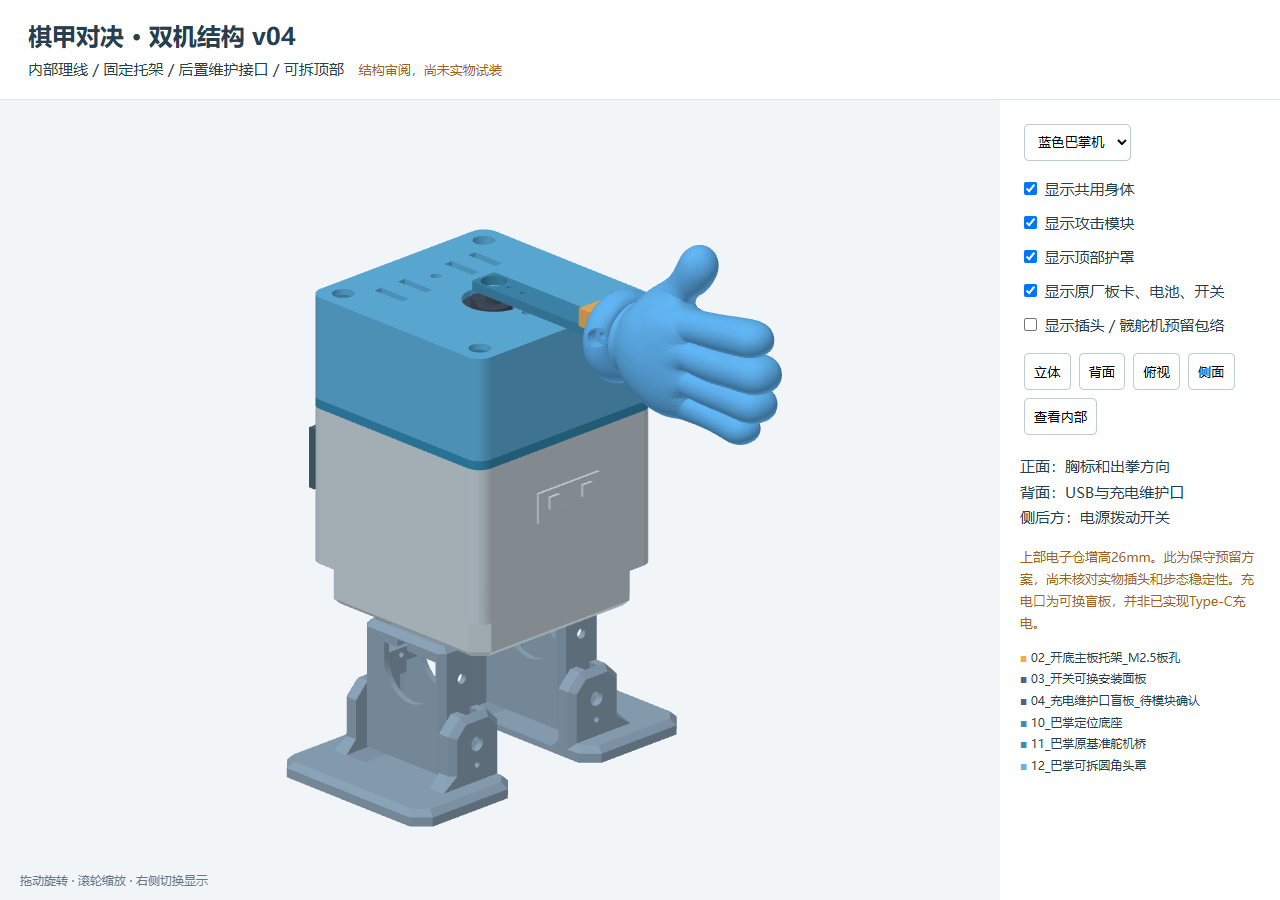 棋甲对决 · 双机结构 v04
内部理线 / 固定托架 / 后置维护接口 / 可拆顶部 结构审阅，尚未实物试装
蓝色巴掌机
显示共用身体
显示攻击模块
显示顶部护罩
显示原厂板卡、电池、开关
显示插头 / 髋舵机预留包络
立体 背面 俯视 侧面
查看内部
正面：胸标和出拳方向
背面：USB与充电维护口
侧后方：电源拨动开关
上部电子仓增高26mm。此为保守预留方
案，尚未核对实物插头和步态稳定性。充
电口为可换盲板，并非已实现Type-C充
电。
02_开底主板托架_M2.5板孔
03_开关可换安装面板
04_充电维护口盲板_待模块确认
10_巴掌定位底座
11_巴掌原基准舵机桥
12_巴掌可拆圆角头罩
拖动旋转 · 滚轮缩放 · 右侧切换显示